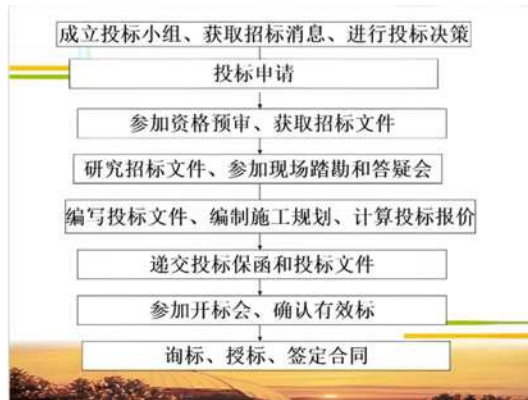 成立投标小组、获取招标消息、进行投标决策
投标申请
参加资格预审、获取招标文件
研究招标文件、参加现场踏勘和答疑会
编写投标文件、编制施工规划、计算投标报价
递交投标保函和投标文件
参加开标会、确认有效标
询标、授标、签定合同